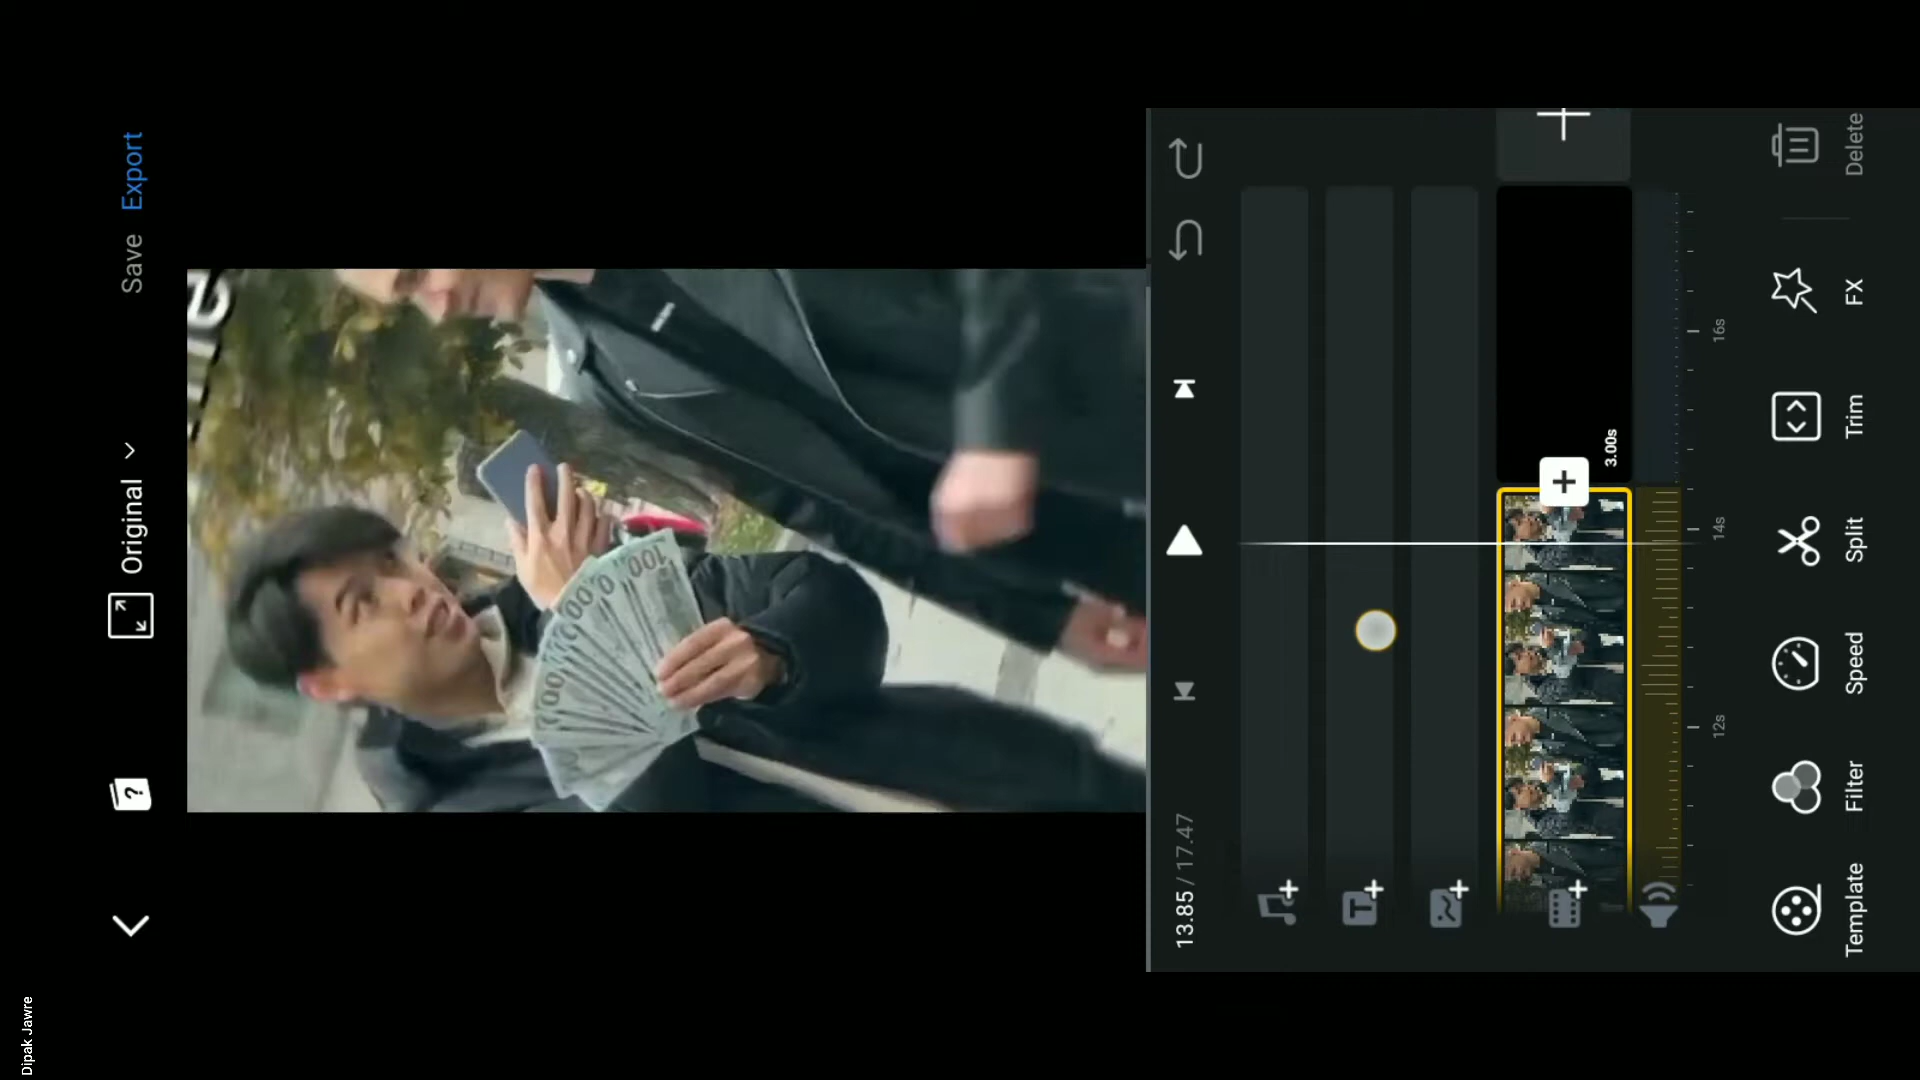 Original
Save
Export
100
13.85 / 17.47
3.00s
12s
14s
16s
Template
Filter
Speed
Split
Trim
FX
Delete
Dipak Jawre